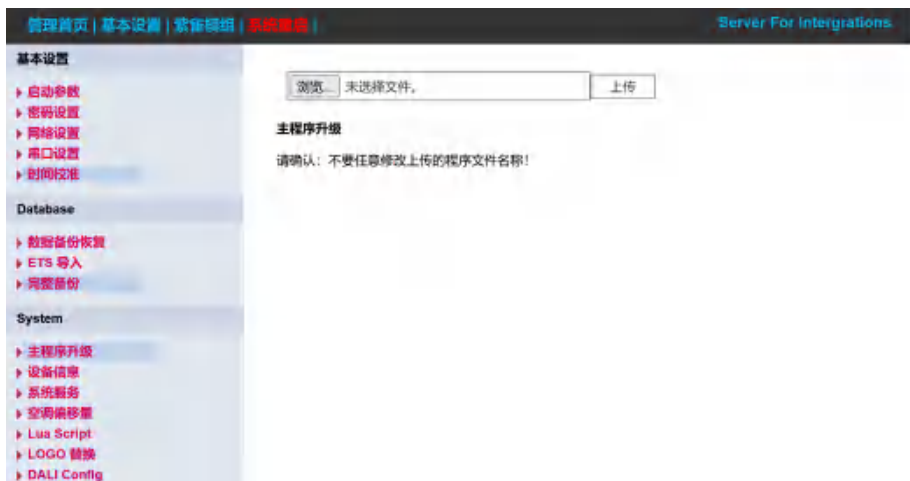 管理首页 | 基本设置 | 紫雀模组 | 系统重启 |
Server For Intergrations
基本设置
启动参数
密码设置
网络设置
串口设置
时间校准
Database
数据备份恢复
ETS 导入
完整备份
System
主程序升级
设备信息
系统服务
空调偏移量
Lua Script
LOGO 替换
DALI Config
浏览... 未选择文件。 上传
主程序升级
请确认：不要任意修改上传的程序文件名称！